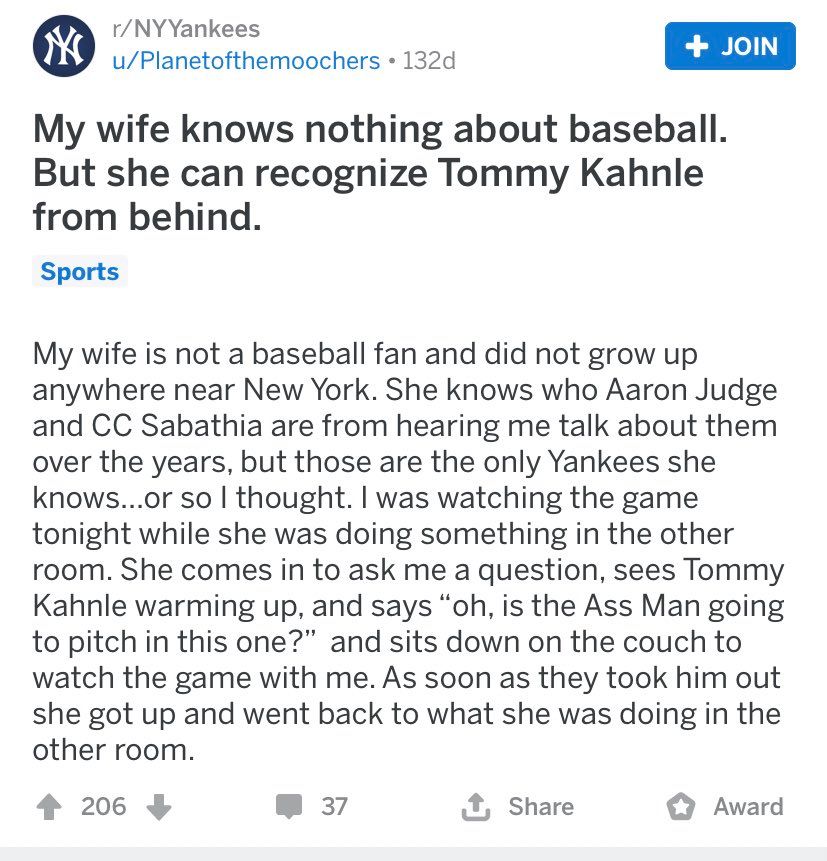 r/NYYankees
u/Planetofthemoochers • 132d
+ JOIN
My wife knows nothing about baseball.
But she can recognize Tommy Kahnle
from behind.
Sports
My wife is not a baseball fan and did not grow up
anywhere near New York. She knows who Aaron Judge
and CC Sabathia are from hearing me talk about them
over the years, but those are the only Yankees she
knows...or so I thought. I was watching the game
tonight while she was doing something in the other
room. She comes in to ask me a question, sees Tommy
Kahnle warming up, and says “oh, is the Ass Man going
to pitch in this one?”  and sits down on the couch to
watch the game with me. As soon as they took him out
she got up and went back to what she was doing in the
other room.
206 37 Share Award